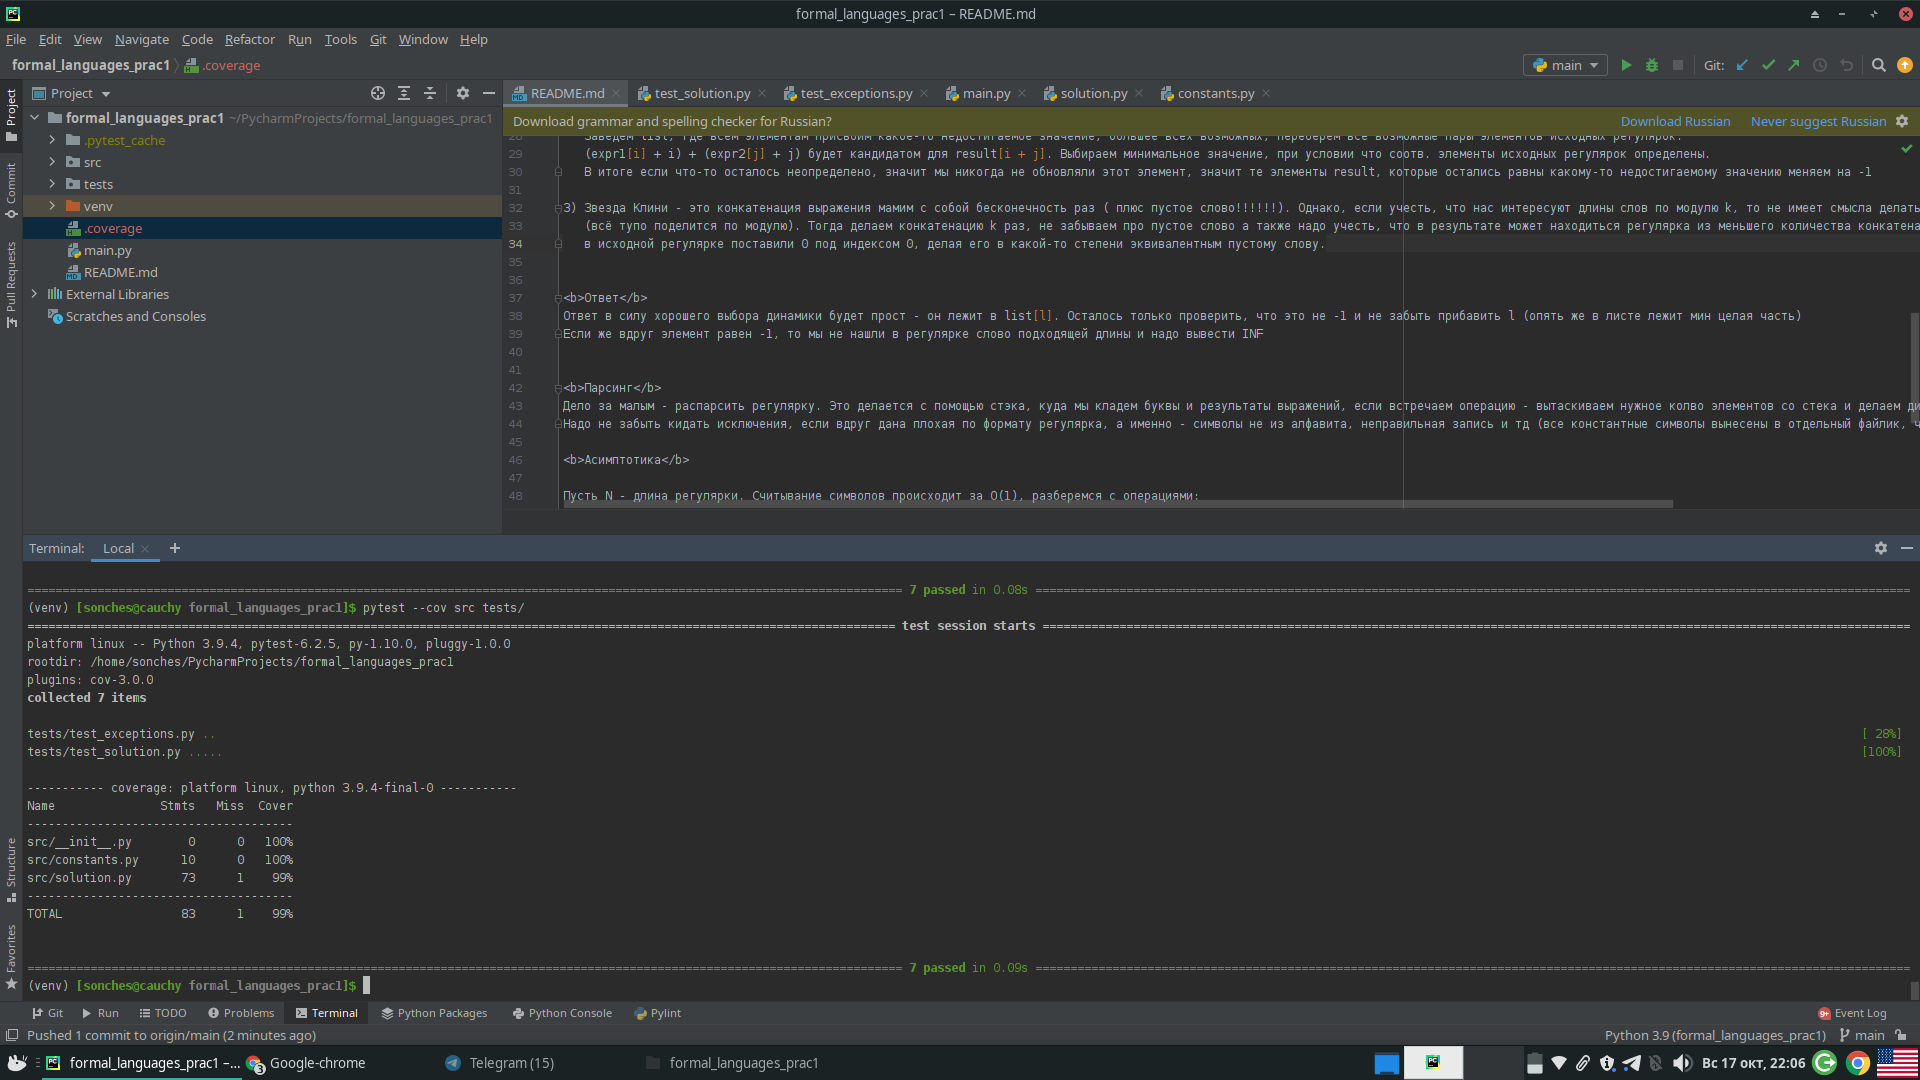 formal_languages_prac1 – README.md
File Edit View Navigate Code Refactor Run Tools Git Window Help
formal_languages_prac1 .coverage
main Git:
Project
README.md test_solution.py test_exceptions.py main.py solution.py constants.py
formal_languages_prac1 ~/PycharmProjects/formal_languages_prac1
.pytest_cache
src
tests
venv
.coverage
main.py
README.md
External Libraries
Scratches and Consoles
Project
Commit
Pull Requests
Structure
Favorites
Download grammar and spelling checker for Russian? Download Russian Never suggest Russian
28 Заведем list, где всем элементам присвоим какое-то недостигаемое значение, большее всех возможных, переберем все возможные пары элементов исходных регулярок.
29 (expr1[i] + i) + (expr2[j] + j) будет кандидатом для result[i + j]. Выбираем минимальное значение, при условии что соотв. элементы исходных регулярок определены.
30 В итоге если что-то осталось неопределено, значит мы никогда не обновляли этот элемент, значит те элементы result, которые остались равны какому-то недостигаемому значению меняем на -1
31
32 3) Звезда Клини - это конкатенация выражения мамим с собой бесконечность раз ( плюс пустое слово!!!!!!). Однако, если учесть, что нас интересуют длины слов по модулю k, то не имеет смысла делать
33 (всё тупо поделится по модулю). Тогда делаем конкатенацию k раз, не забываем про пустое слово а также надо учесть, что в результате может находиться регулярка из меньшего количества
34 в исходной регулярке поставили 0 под индексом 0, делая его в какой-то степени эквивалентным пустому слову.
35
36
37 <b>Ответ</b>
38 Ответ в силу хорошего выбора динамики будет прост - он лежит в list[l]. Осталось только проверить, что это не -1 и не забыть прибавить l (опять же в листе лежит мин целая часть)
39 Если же вдруг элемент равен -1, то мы не нашли в регулярке слово подходящей длины и надо вывести INF
40
41
42 <b>Парсинг</b>
43 Дело за малым - распарсить регулярку. Это делается с помощью стэка, куда мы кладем буквы и результаты выражений, если встречаем операцию - вытаскиваем нужное колво элементов со стека и делаем
44 Надо не забыть кидать исключения, если вдруг дана плохая по формату регулярка, а именно - символы не из алфавита, неправильная запись и тд (все константные символы вынесены в отдельный файлик,
45
46 <b>Асимптотика</b>
47
48 Пусть N - длина регулярки. Считывание символов происходит за O(1), разберемся с операциями:
Terminal: Local
7 passed in 0.08s
(venv) [sonches@cauchy formal_languages_prac1]$ pytest --cov src tests/
test session starts
platform linux -- Python 3.9.4, pytest-6.2.5, py-1.10.0, pluggy-1.0.0
rootdir: /home/sonches/PycharmProjects/formal_languages_prac1
plugins: cov-3.0.0
collected 7 items
tests/test_exceptions.py .. [ 28%]
tests/test_solution.py ..... [100%]
----------- coverage: platform linux, python 3.9.4-final-0 -----------
Name Stmts Miss Cover
--------------------------------------
src/__init__.py 0 0 100%
src/constants.py 10 0 100%
src/solution.py 73 1 99%
--------------------------------------
TOTAL 83 1 99%
7 passed in 0.09s
(venv) [sonches@cauchy formal_languages_prac1]$
Git Run TODO Problems Terminal Python Packages Python Console Pylint 9+ Event Log
Pushed 1 commit to origin/main (2 minutes ago) Python 3.9 (formal_languages_prac1) main
formal_languages_prac1 –... 3 Google-chrome Telegram (15) formal_languages_prac1 Вс 17 окт, 22:06